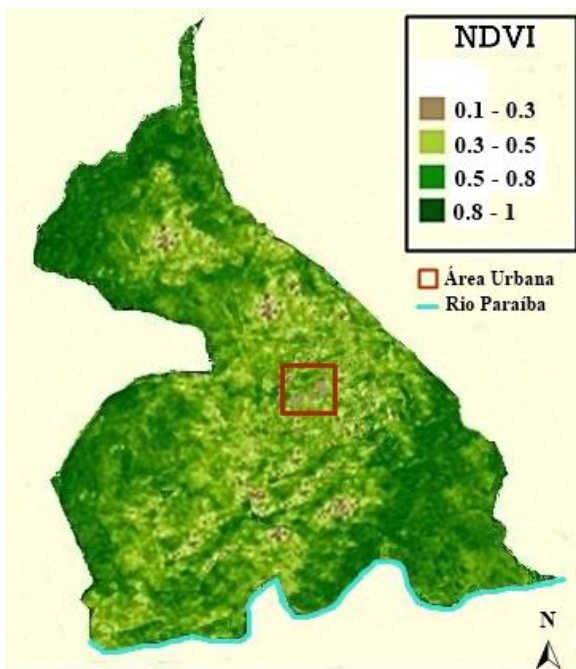 NDVI
0.1 - 0.3
0.3 - 0.5
0.5 - 0.8
0.8 - 1
Área Urbana
Rio Paraíba
N